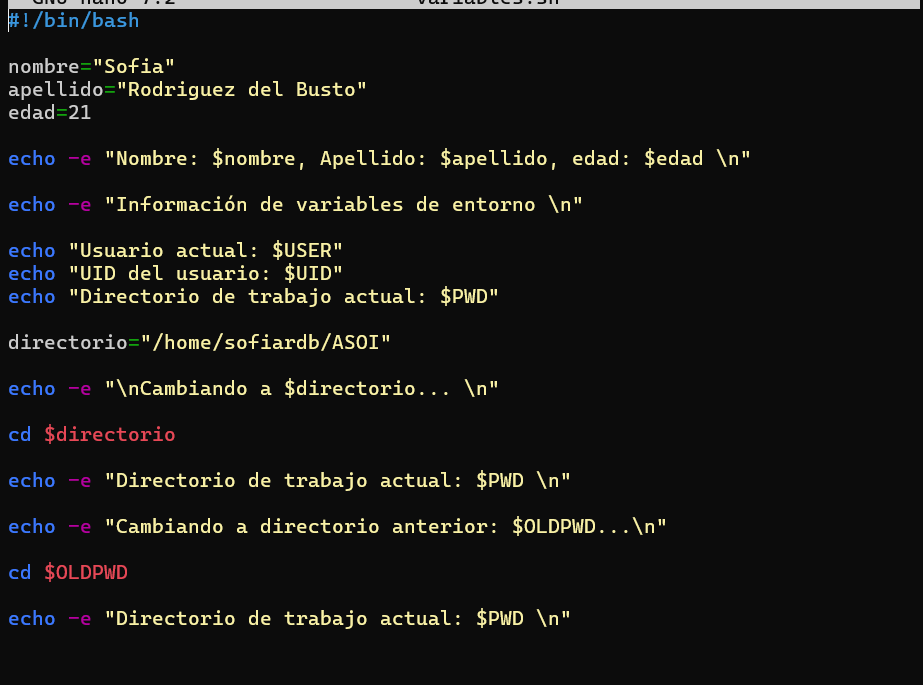 GNU nano 7.2 variables.sh
#!/bin/bash
nombre="Sofia"
apellido="Rodriguez del Busto"
edad=21
echo -e "Nombre: $nombre, Apellido: $apellido, edad: $edad \n"
echo -e "Información de variables de entorno \n"
echo "Usuario actual: $USER"
echo "UID del usuario: $UID"
echo "Directorio de trabajo actual: $PWD"
directorio="/home/sofiardb/ASOI"
echo -e "\nCambiando a $directorio... \n"
cd $directorio
echo -e "Directorio de trabajo actual: $PWD \n"
echo -e "Cambiando a directorio anterior: $OLDPWD...\n"
cd $OLDPWD
echo -e "Directorio de trabajo actual: $PWD \n"